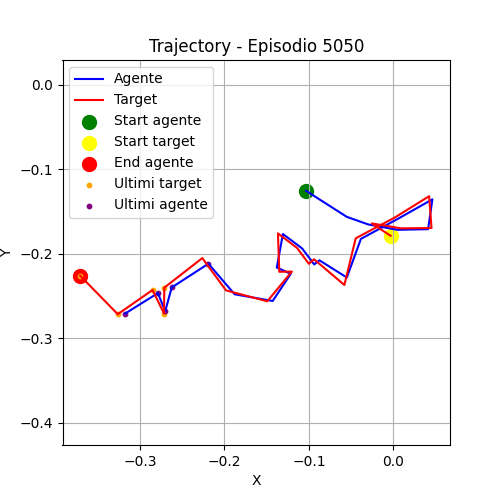 Trajectory - Episodio 5050
Agente
Target
Start agente
Start target
End agente
Ultimi target
Ultimi agente
Y
0.0
−0.1
−0.2
−0.3
−0.4
−0.3
−0.2
−0.1
0.0
X